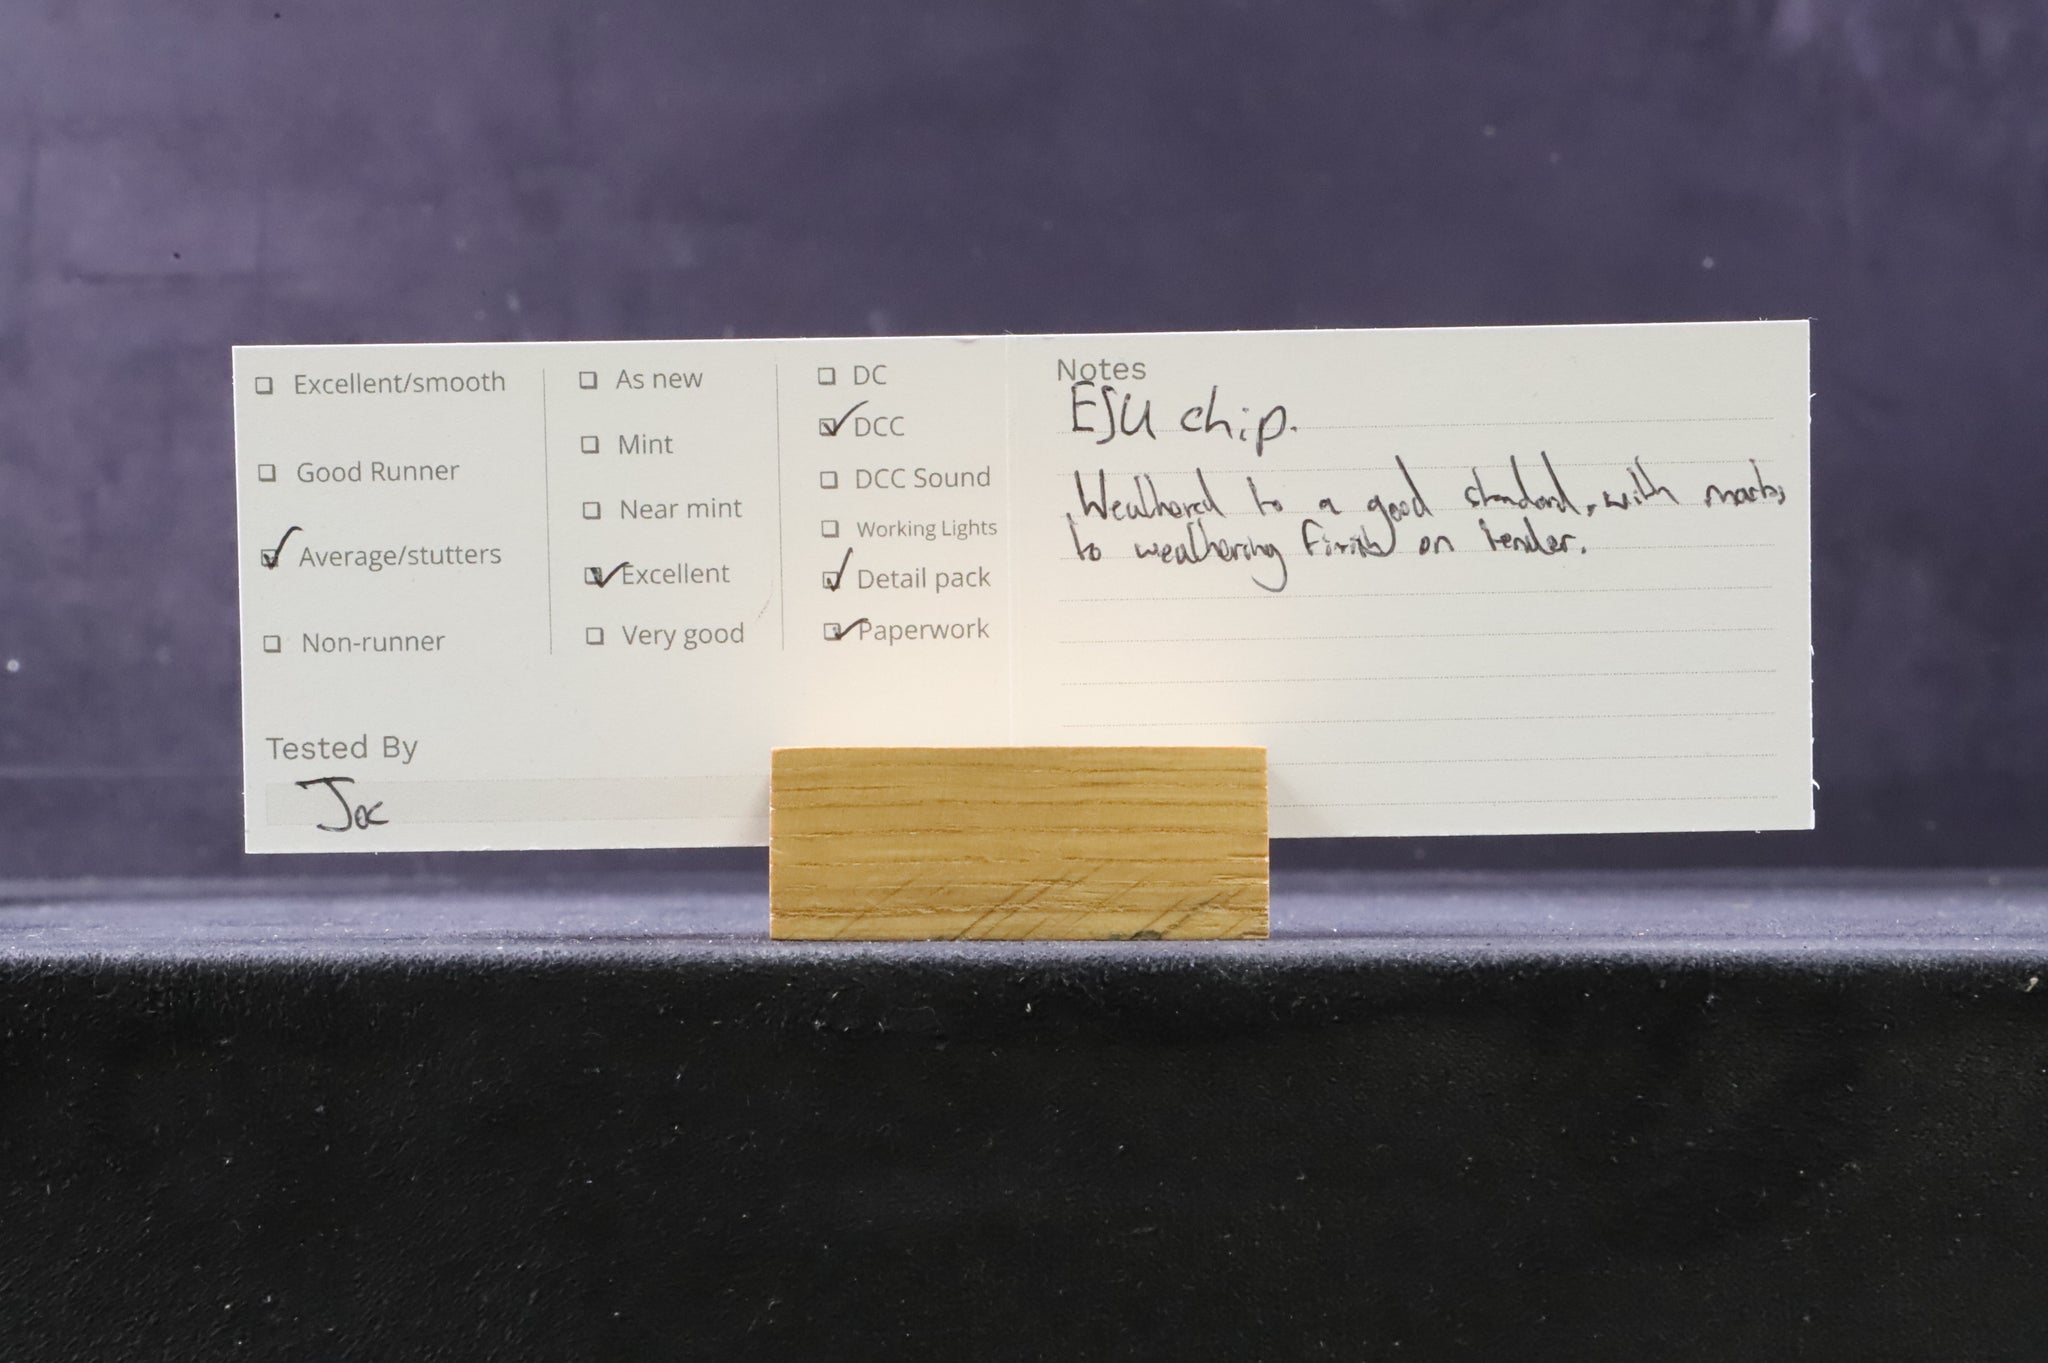 Excellent/smooth
Good Runner
Average/stutters
Non-runner
Tested By
Joe
As new
Mint
Near mint
Excellent
Very good
DC
DCC
DCC Sound
Working Lights
Detail pack
Paperwork
Notes
ESU chip.
Weathered to a good standard, with marks
to weathering finish on tender.